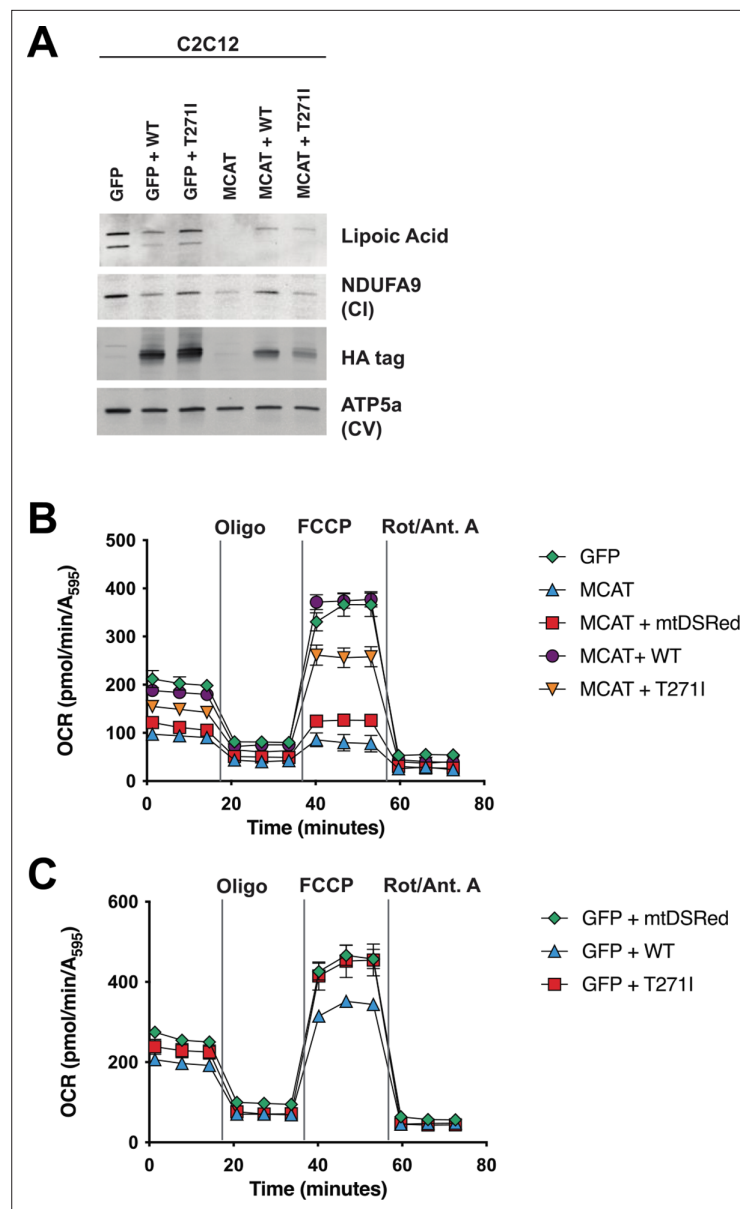 A
C2C12
GFP
GFP + WT
GFP + T271I
MCAT
MCAT + WT
MCAT + T271I
Lipoic Acid
NDUFA9
(CI)
HA tag
ATP5a
(CV)
B
Oligo FCCP Rot/Ant. A
500
400
300
200
100
0
OCR (pmol/min/A595)
0 20 40 60 80
Time (minutes)
GFP
MCAT
MCAT + mtDSRed
MCAT+ WT
MCAT + T271I
C
Oligo FCCP Rot/Ant. A
600
400
200
0
OCR (pmol/min/A595)
0 20 40 60 80
Time (minutes)
GFP + mtDSRed
GFP + WT
GFP + T271I